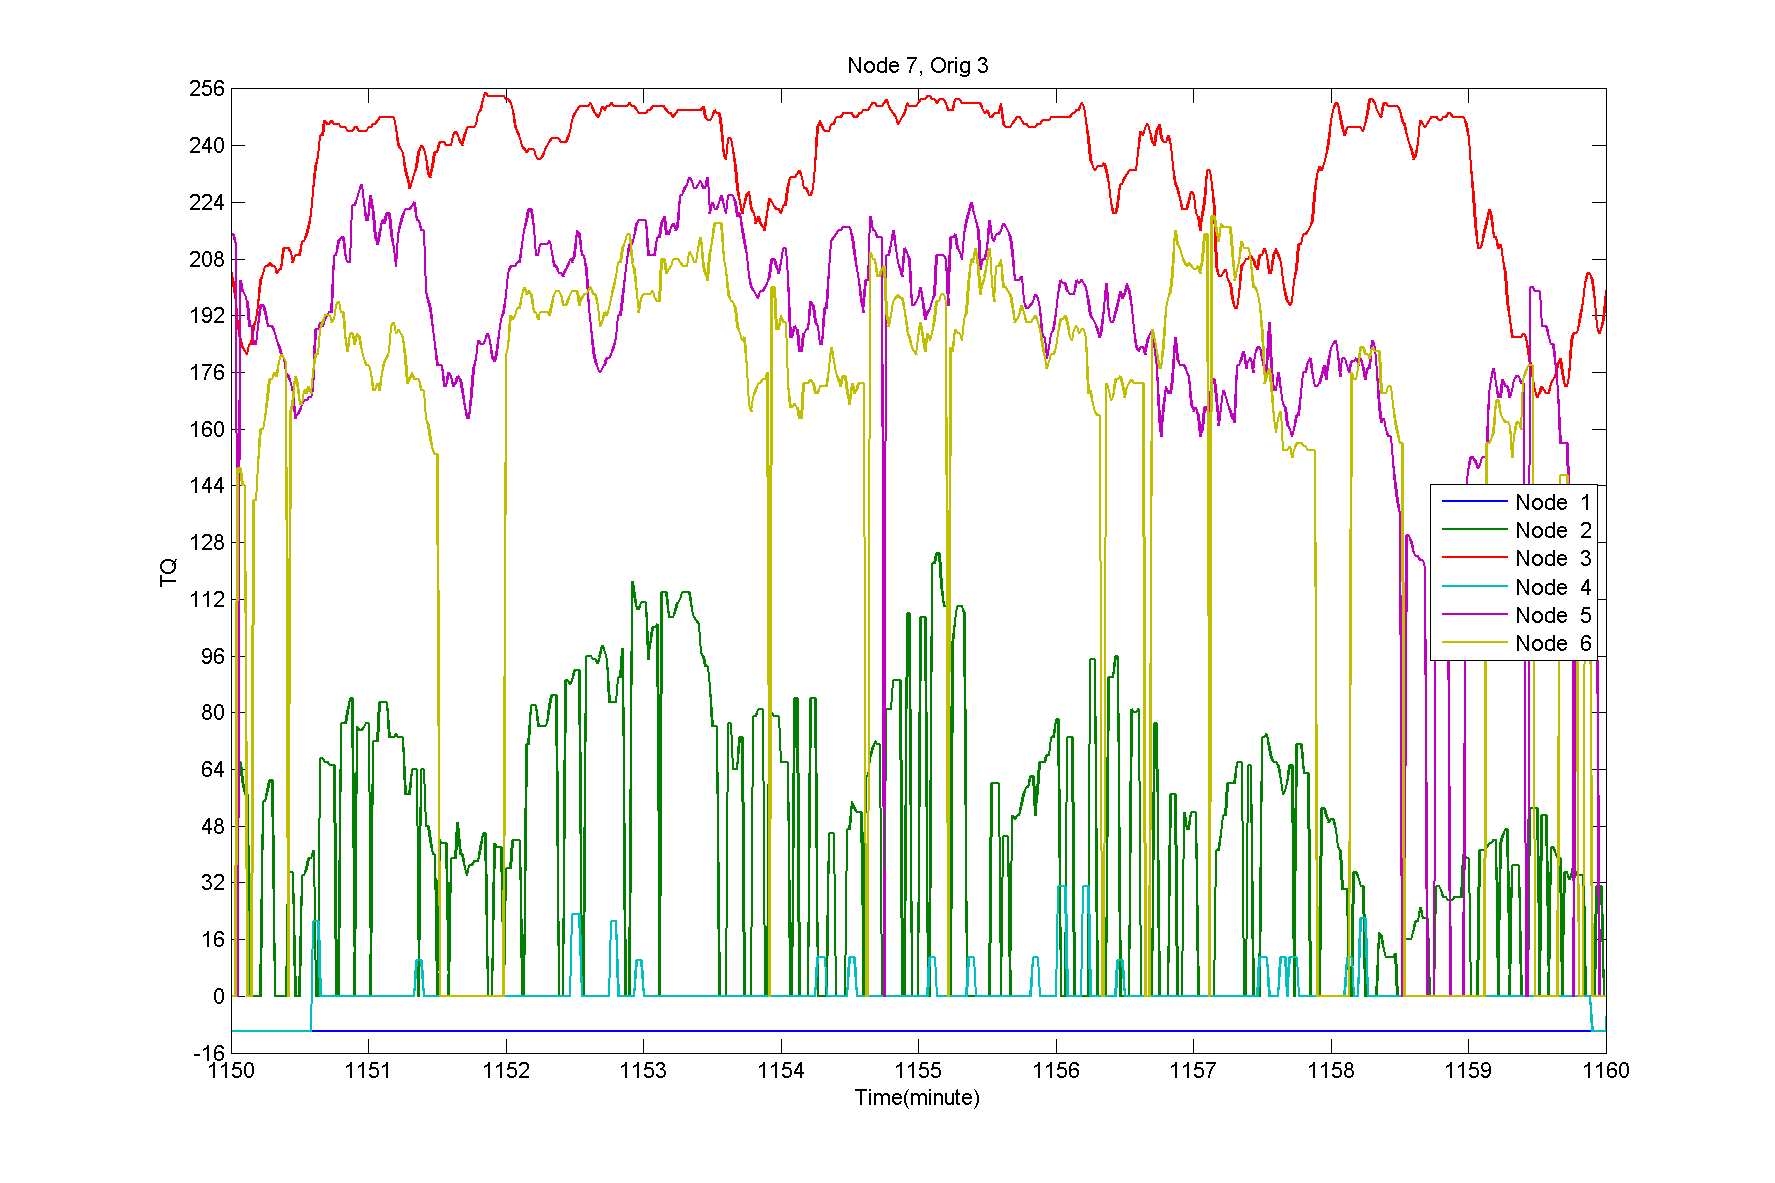 Node 7, Orig 3
256
240
224
208
192
176
160
144
128
112
96
80
64
48
32
16
0
-16
TQ
Node 1
Node 2
Node 3
Node 4
Node 5
Node 6
1150 1151 1152 1153 1154 1155 1156 1157 1158 1159 1160
Time(minute)